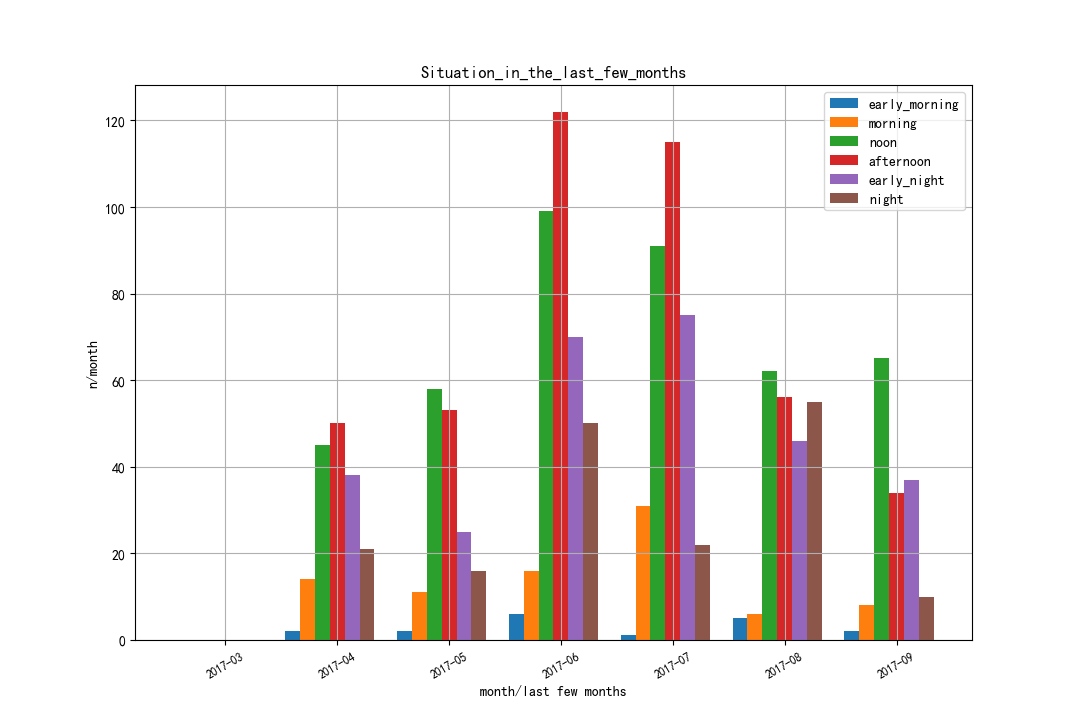 Situation_in_the_last_few_months
early_morning
morning
noon
afternoon
early_night
night
n/month
120
100
80
60
40
20
0
2017-03 2017-04 2017-05 2017-06 2017-07 2017-08 2017-09
month/last few months